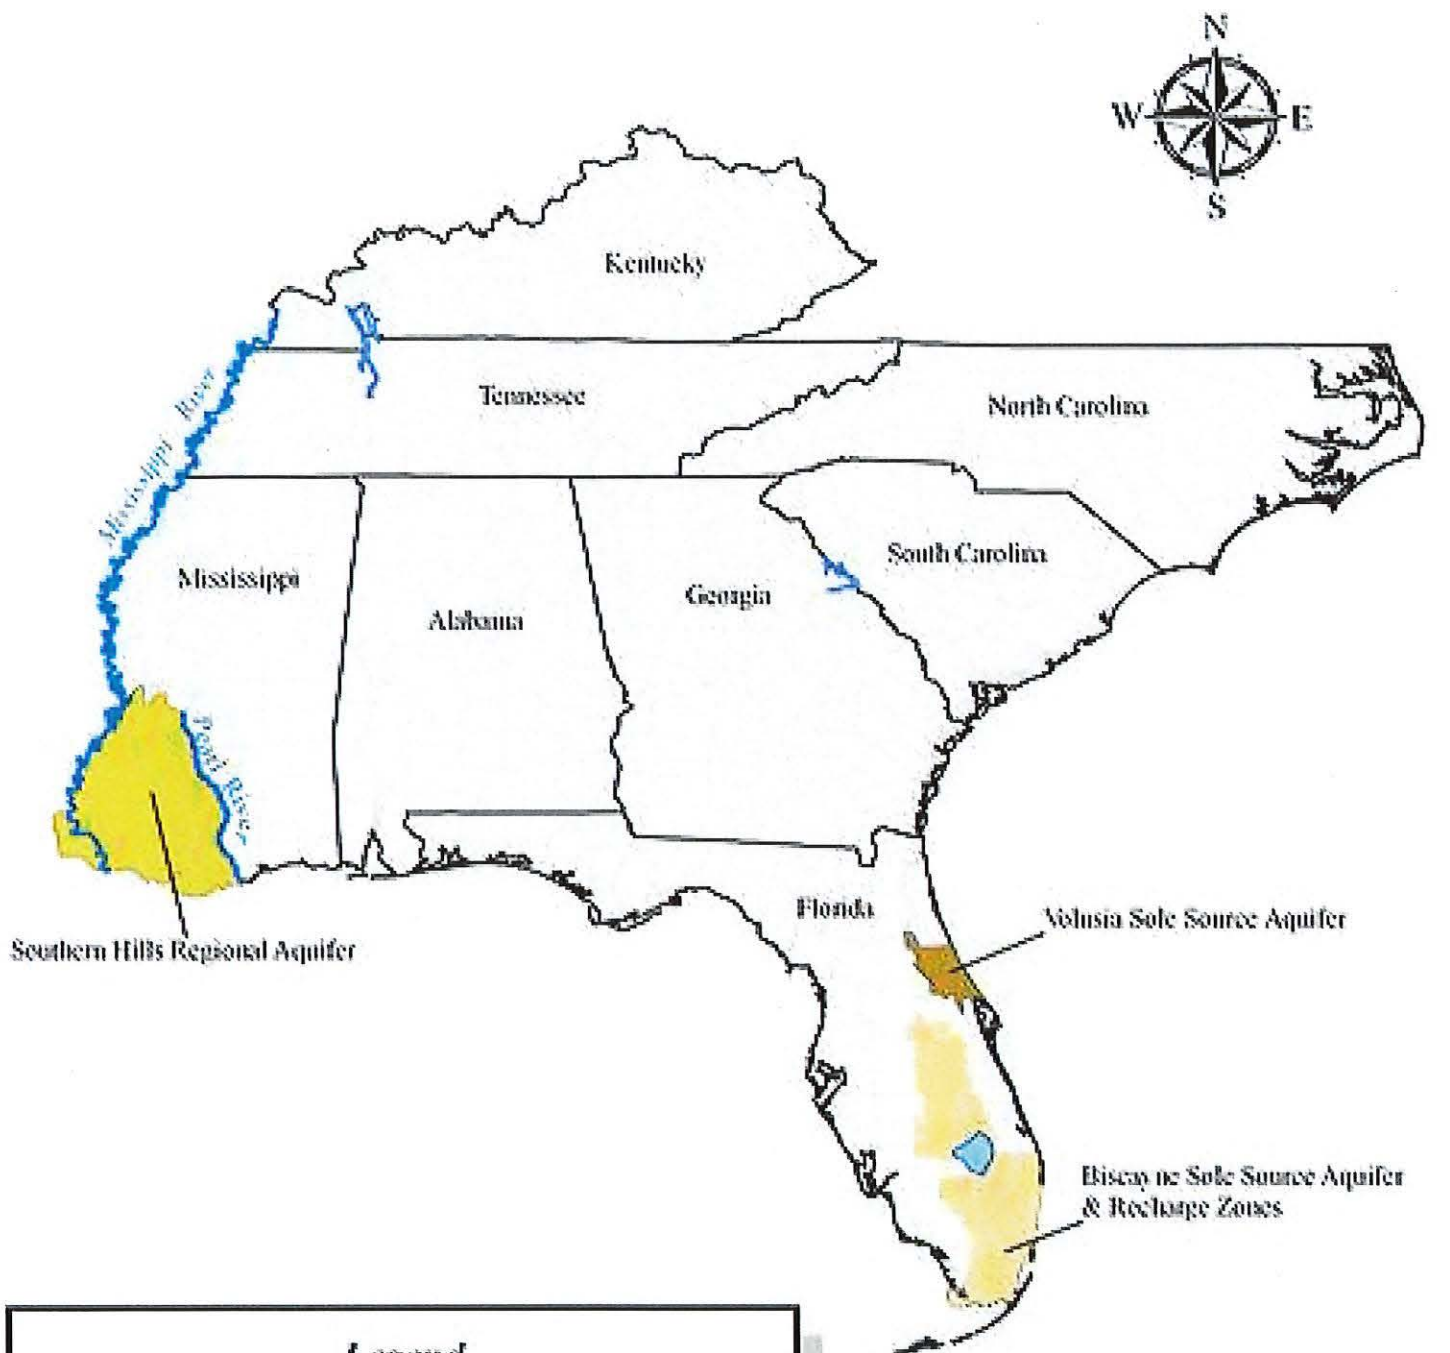 N
W E
S
Kentucky
Tennessee
North Carolina
Mississippi River
South Carolina
Mississippi
Georgia
Alabama
Pearl River
Florida
Volusia Sole Source Aquifer
Southern Hills Regional Aquifer
Biscayne Sole Source Aquifer
& Recharge Zones
Legend